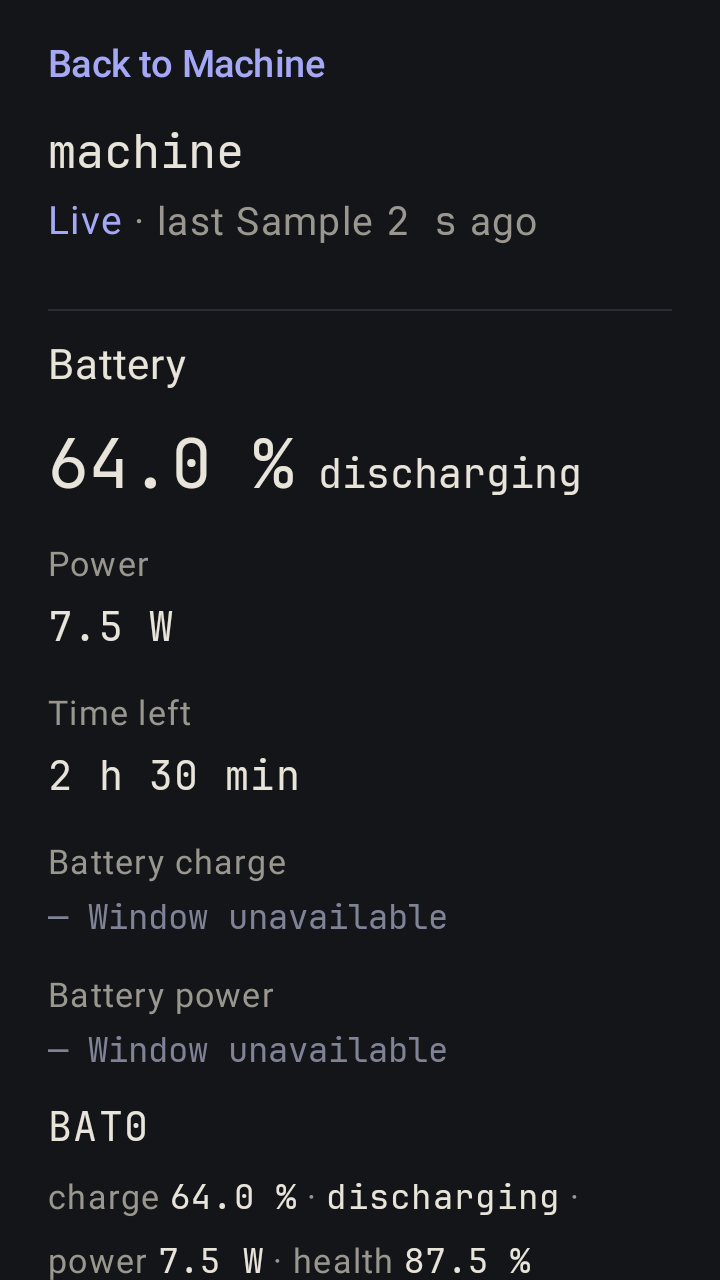 Back to Machine
machine
Live · last Sample 2 s ago
Battery
64.0 % discharging
Power
7.5 W
Time left
2 h 30 min
Battery charge
— Window unavailable
Battery power
— Window unavailable
BAT0
charge 64.0 % · discharging ·
power 7.5 W · health 87.5 %